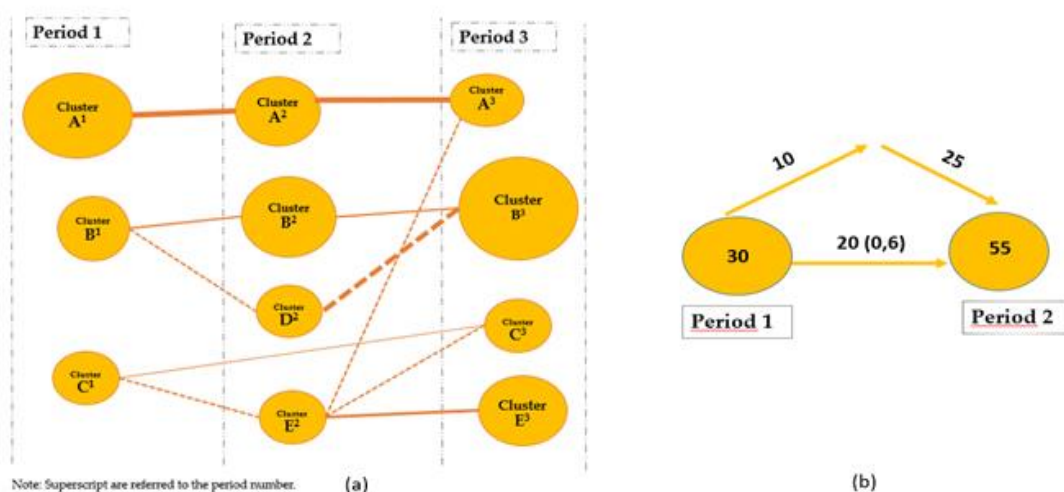 Period 1
Period 2
Period 3
Cluster
A¹
Cluster
A²
Cluster
A³
Cluster
B¹
Cluster
B²
Cluster
B³
Cluster
D²
Cluster
C¹
Cluster
C³
Cluster
E²
Cluster
E³
Note: Superscript are referred to the period number.
(a)
10
25
30
20 (0,6)
55
Period 1
Period 2
(b)